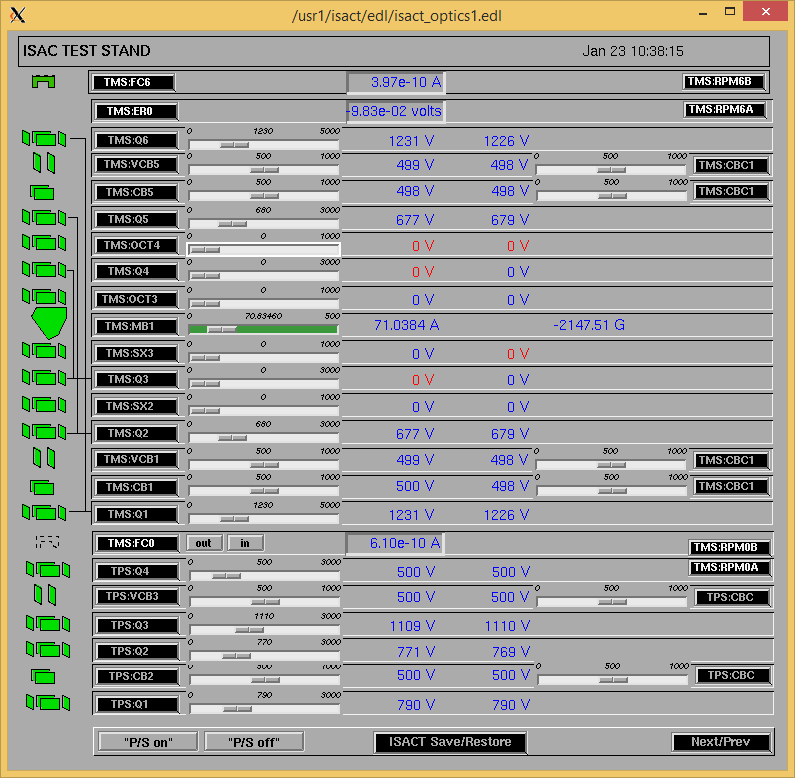 /usr1/isact/edl/isact_optics1.edl
ISAC TEST STAND Jan 23 10:38:15
TMS:FC6 3.97e-10 A TMS:RPM6B
TMS:ER0 -9.83e-02 volts TMS:RPM6A
TMS:Q6 0 1230 5000 1231 V 1226 V
TMS:VCB5 0 500 1000 499 V 498 V 0 500 1000 TMS:CBC1
TMS:CB5 0 500 1000 498 V 498 V 0 500 1000 TMS:CBC1
TMS:Q5 0 680 3000 677 V 679 V
TMS:OCT4 0 0 1000 0 V 0 V
TMS:Q4 0 0 3000 0 V 0 V
TMS:OCT3 0 V 0 V
TMS:MB1 0 70.83460 500 71.0384 A -2147.51 G
TMS:SX3 0 0 1000 0 V 0 V
TMS:Q3 0 0 3000 0 V 0 V
TMS:SX2 0 0 1000 0 V 0 V
TMS:Q2 0 680 3000 677 V 679 V
TMS:VCB1 0 500 1000 499 V 498 V 0 500 1000 TMS:CBC1
TMS:CB1 0 500 1000 500 V 498 V 0 500 1000 TMS:CBC1
TMS:Q1 0 1230 5000 1231 V 1226 V
TMS:FC0 out in 6.10e-10 A TMS:RPM0B
TPS:Q4 0 500 3000 500 V 500 V TMS:RPM0A
TPS:VCB3 0 500 1000 500 V 500 V 0 500 1000 TPS:CBC
TPS:Q3 0 1110 3000 1109 V 1110 V
TPS:Q2 0 770 3000 771 V 769 V
TPS:CB2 0 500 1000 500 V 500 V 0 500 1000 TPS:CBC
TPS:Q1 0 790 3000 790 V 790 V
"P/S on" "P/S off" ISACT Save/Restore Next/Prev